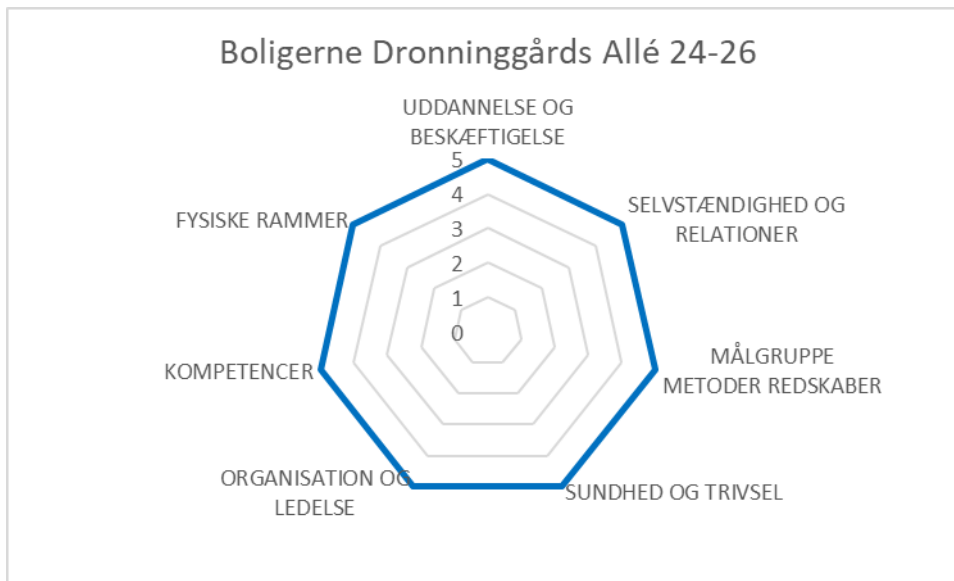 Boligerne Dronninggårds Allé 24-26
UDDANNELSE OG
BESKÆFTIGELSE
SELVSTÆNDIGHED OG
RELATIONER
MÅLGRUPPE
METODER REDSKABER
SUNDHED OG TRIVSEL
ORGANISATION OG
LEDELSE
KOMPETENCER
FYSISKE RAMMER
5
4
3
2
1
0